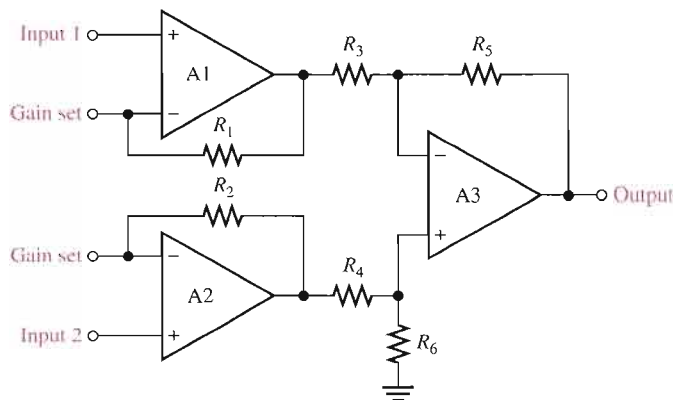 Input 1
+
A1
Gain set
−
R1
R3
R5
R2
−
A3
Output
+
Gain set
−
A2
R4
Input 2
+
R6